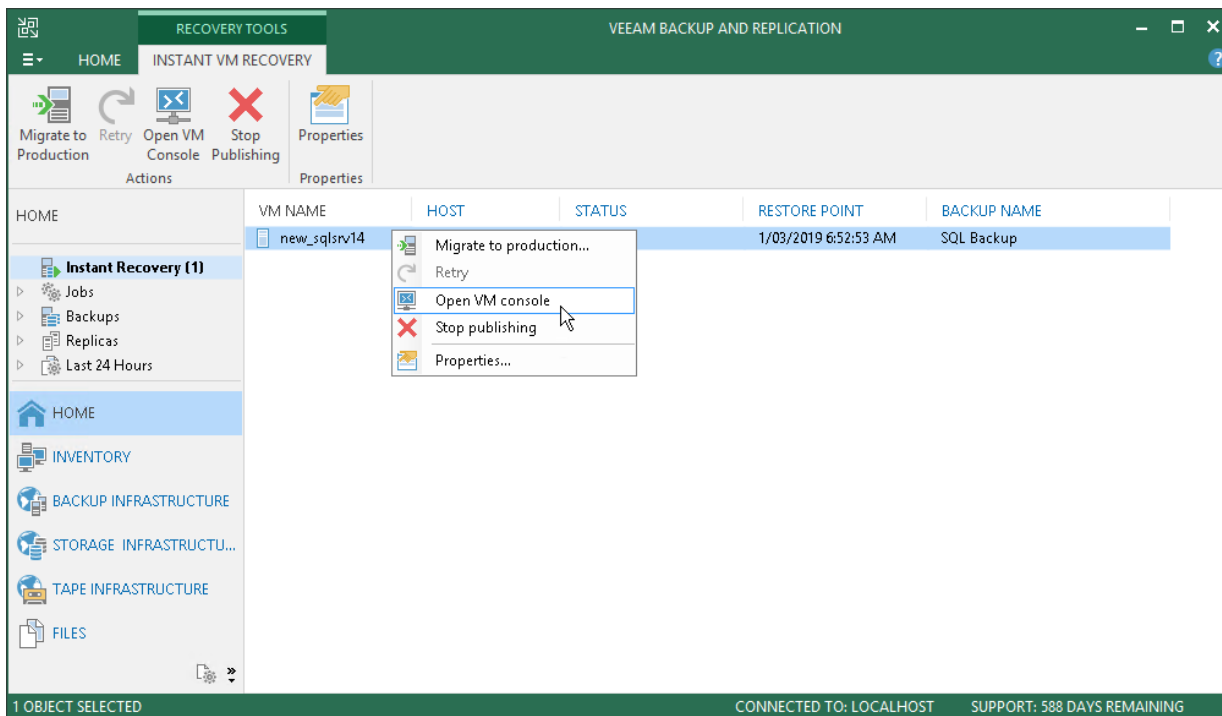 RECOVERY TOOLS
VEEAM BACKUP AND REPLICATION
HOME
INSTANT VM RECOVERY
Migrate to Production
Retry
Open VM Console
Stop Publishing
Properties
Actions
Properties
HOME
Instant Recovery (1)
Jobs
Backups
Replicas
Last 24 Hours
HOME
INVENTORY
BACKUP INFRASTRUCTURE
STORAGE INFRASTRUCTU...
TAPE INFRASTRUCTURE
FILES
VM NAME HOST STATUS RESTORE POINT BACKUP NAME
new_sqlsrv14 1/03/2019 6:52:53 AM SQL Backup
Migrate to production...
Retry
Open VM console
Stop publishing
Properties...
1 OBJECT SELECTED
CONNECTED TO: LOCALHOST
SUPPORT: 588 DAYS REMAINING